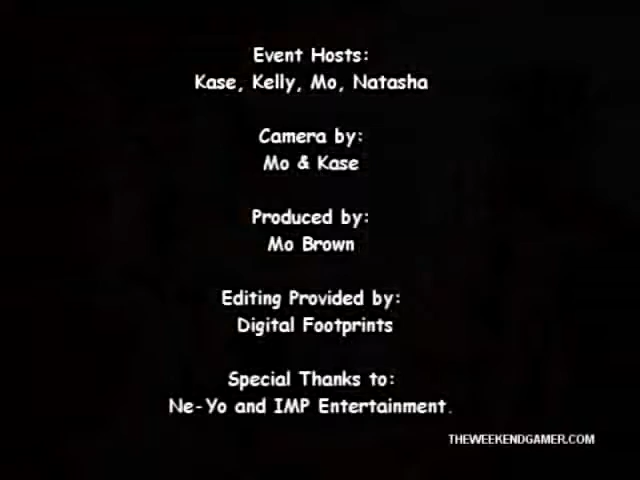 Event Hosts:
Kase, Kelly, Mo, Natasha
Camera by:
Mo & Kase
Produced by:
Mo Brown
Editing Provided by:
Digital Footprints
Special Thanks to:
Ne-Yo and IMP Entertainment.
THEWEEKENDGAMER.COM